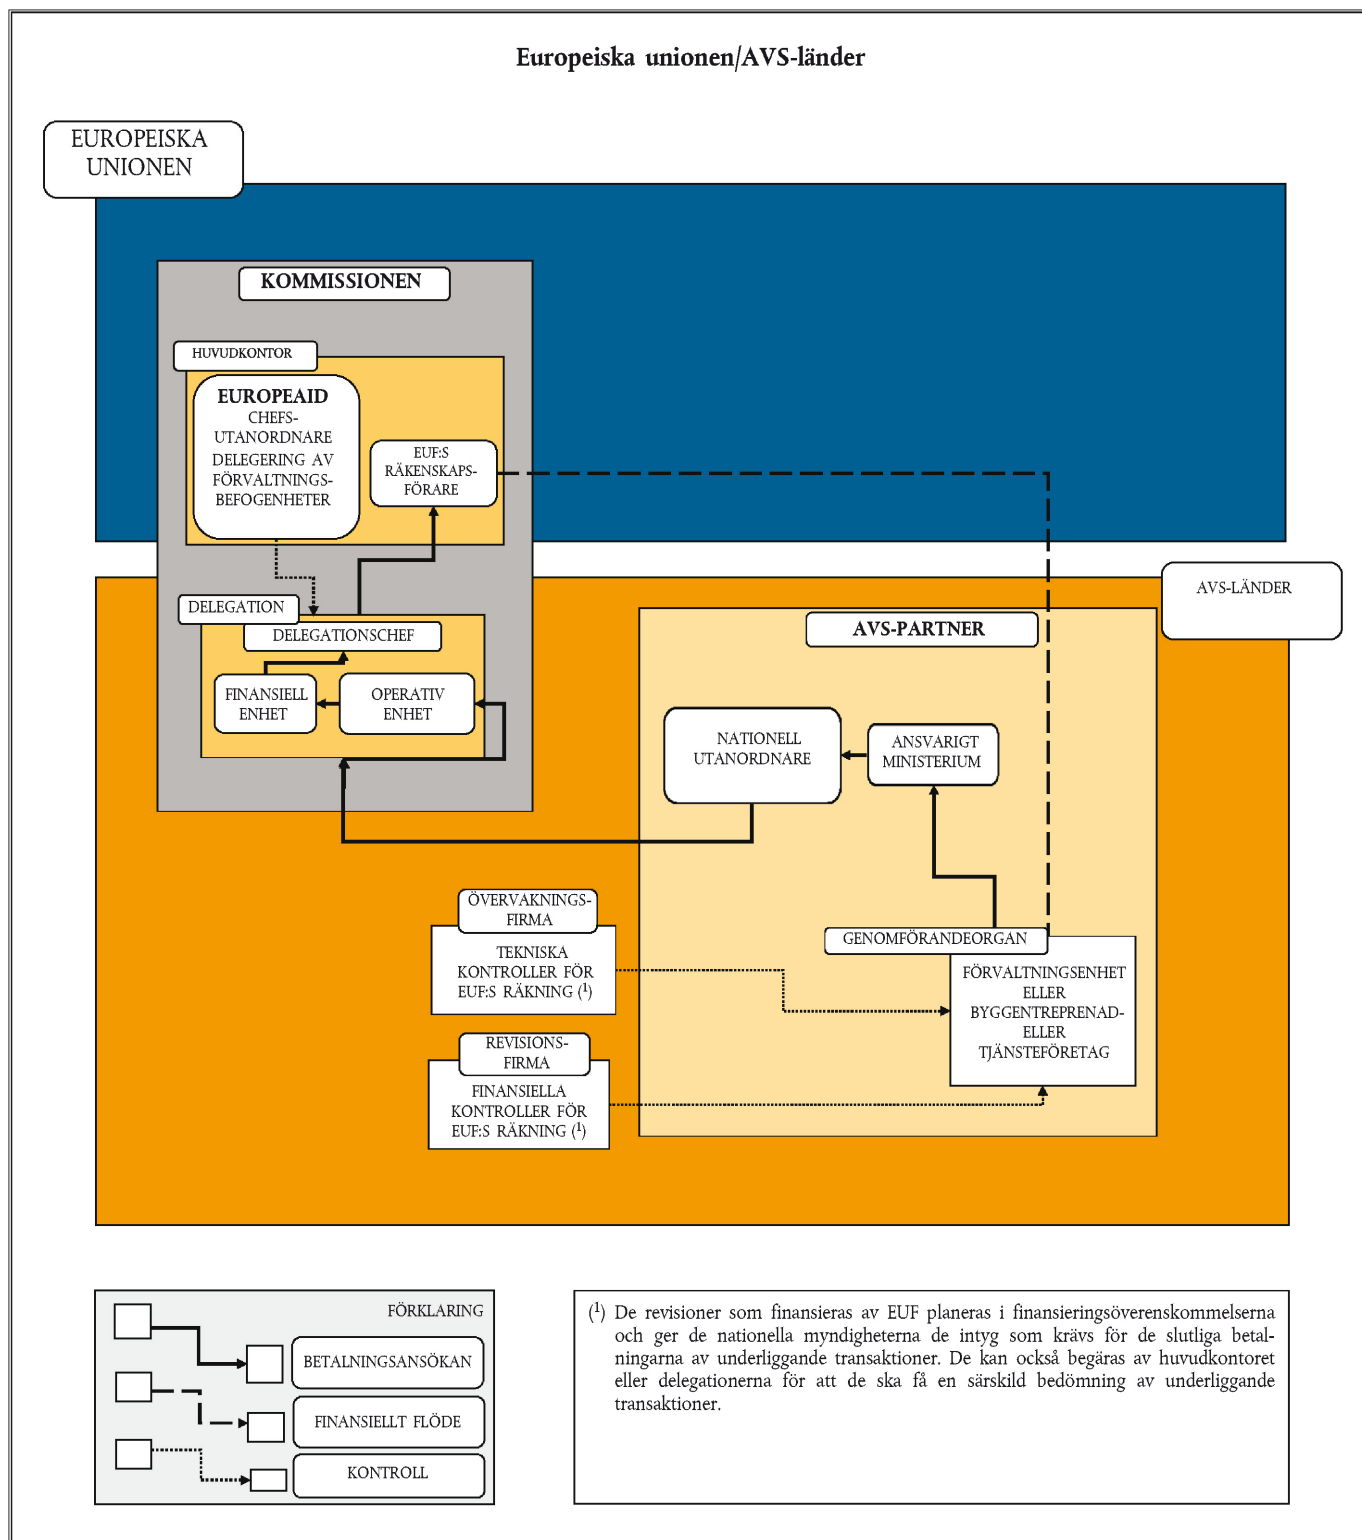 Europeiska unionen/AVS-länder
EUROPEISKA
UNIONEN
KOMMISSIONEN
HUVUDKONTOR
EUROPEAID
CHEFS-
UTANORDNARE
DELEGERING AV
FÖRVALTNINGS-
BEFOGENHETER
EUF:S
RÄKENSKAPS-
FÖRARE
AVS-LÄNDER
DELEGATION
DELEGATIONSCHEF
FINANSIELL
ENHET
OPERATIV
ENHET
AVS-PARTNER
NATIONELL
UTANORDNARE
ANSVARIGT
MINISTERIUM
ÖVERVAKNINGS-
FIRMA
TEKNISKA
KONTROLLER FÖR
EUF:S RÄKNING (1)
GENOMFÖRANDEORGAN
FÖRVALTNINGSENHET
ELLER
BYGGENTREPRENAD-
ELLER
TJÄNSTEFÖRETAG
REVISIONS-
FIRMA
FINANSIELLA
KONTROLLER FÖR
EUF:S RÄKNING (1)
FÖRKLARING
BETALNINGSANSÖKAN
FINANSIELLT FLÖDE
KONTROLL
(1) De revisioner som finansieras av EUF planeras i finansieringsöverenskommelserna
och ger de nationella myndigheterna de intyg som krävs för de slutliga betal-
ningarna av underliggande transaktioner. De kan också begäras av huvudkontoret
eller delegationerna för att de ska få en särskild bedömning av underliggande
transaktioner.